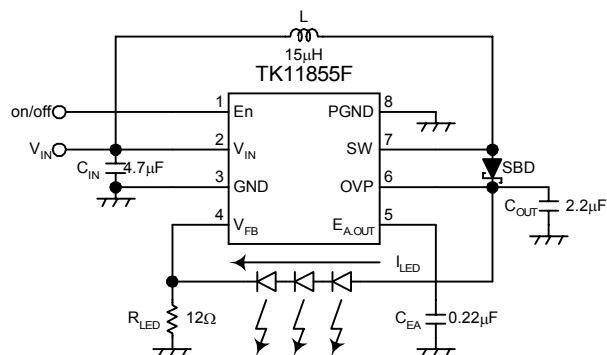 L
15μH
TK11855F
on/off
1 En
PGND 8
V_IN
2 V_IN
SW 7
SBD
C_IN 4.7μF
3 GND
OVP 6
C_OUT 2.2μF
4 V_FB
E_A.OUT 5
I_LED
R_LED 12Ω
C_EA 0.22μF